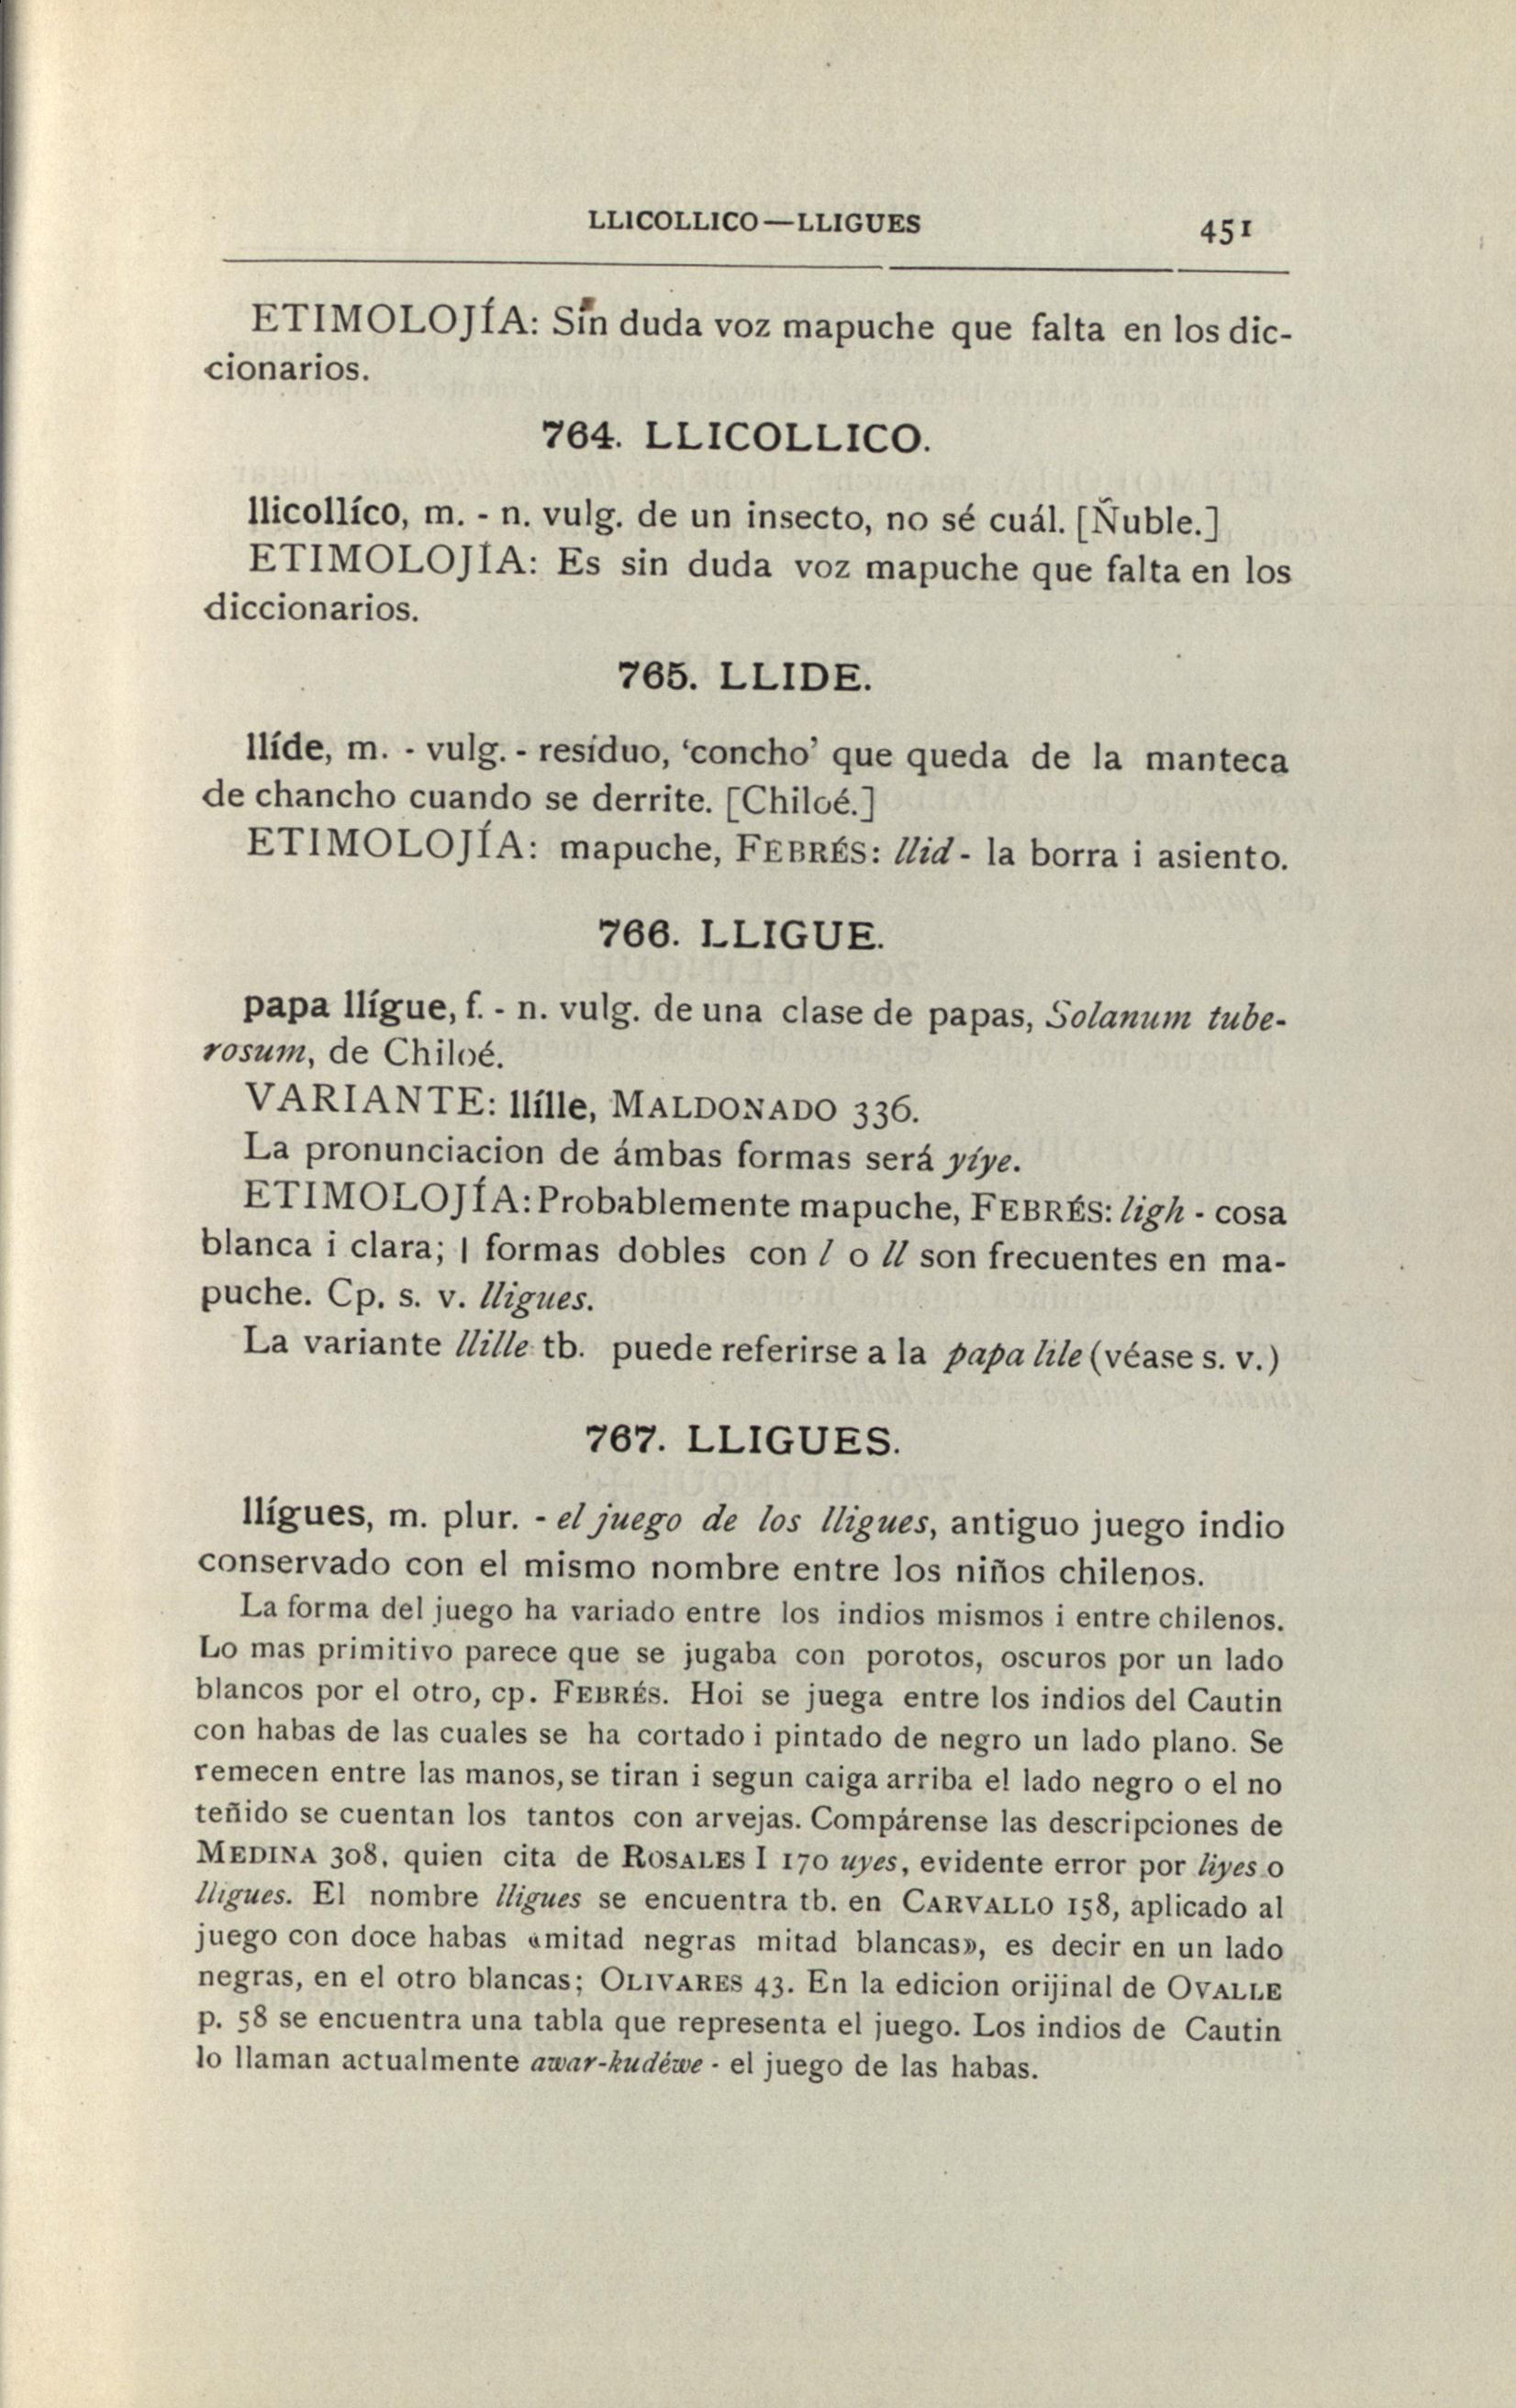 LLICOLLICO—LLIGUES 451
ETIMOLOJÍA: Sin duda voz mapuche que falta en los dic-
cionarios.
764. LLICOLLICO.
llicollíco, m. - n. vulg. de un insecto, no sé cuál. [Ñuble.]
ETIMOLOJÍA: Es sin duda voz mapuche que falta en los
diccionarios.
765. LLIDE.
llíde, m. - vulg. - resíduo, ‘concho’ que queda de la manteca
de chancho cuando se derrite. [Chiloé.]
ETIMOLOJÍA: mapuche, FEBRÉS: llid - la borra i asiento.
766. LLIGUE.
papa llígue, f. - n. vulg. de una clase de papas, Solanum tube-
rosum, de Chiloé.
VARIANTE: llílle, MALDONADO 336.
La pronunciacion de ámbas formas será yíye.
ETIMOLOJÍA: Probablemente mapuche, FEBRÉS: ligh - cosa
blanca i clara; | formas dobles con l o ll son frecuentes en ma-
puche. Cp. s. v. lligues.
La variante llille tb. puede referirse a la papa lile (véase s. v.)
767. LLIGUES.
llígues, m. plur. - el juego de los lligues, antiguo juego indio
conservado con el mismo nombre entre los niños chilenos.
La forma del juego ha variado entre los indios mismos i entre chilenos.
Lo mas primitivo parece que se jugaba con porotos, oscuros por un lado
blancos por el otro, cp. FEBRÉS. Hoi se juega entre los indios del Cautin
con habas de las cuales se ha cortado i pintado de negro un lado plano. Se
remecen entre las manos, se tiran i segun caiga arriba el lado negro o el no
teñido se cuentan los tantos con arvejas. Compárense las descripciones de
MEDINA 308, quien cita de ROSALES I 170 uyes, evidente error por liyes o
lligues. El nombre lligues se encuentra tb. en CARVALLO 158, aplicado al
juego con doce habas «mitad negras mitad blancas», es decir en un lado
negras, en el otro blancas; OLIVARES 43. En la edicion orijinal de OVALLE
p. 58 se encuentra una tabla que representa el juego. Los indios de Cautin
lo llaman actualmente awar-kudéwe - el juego de las habas.